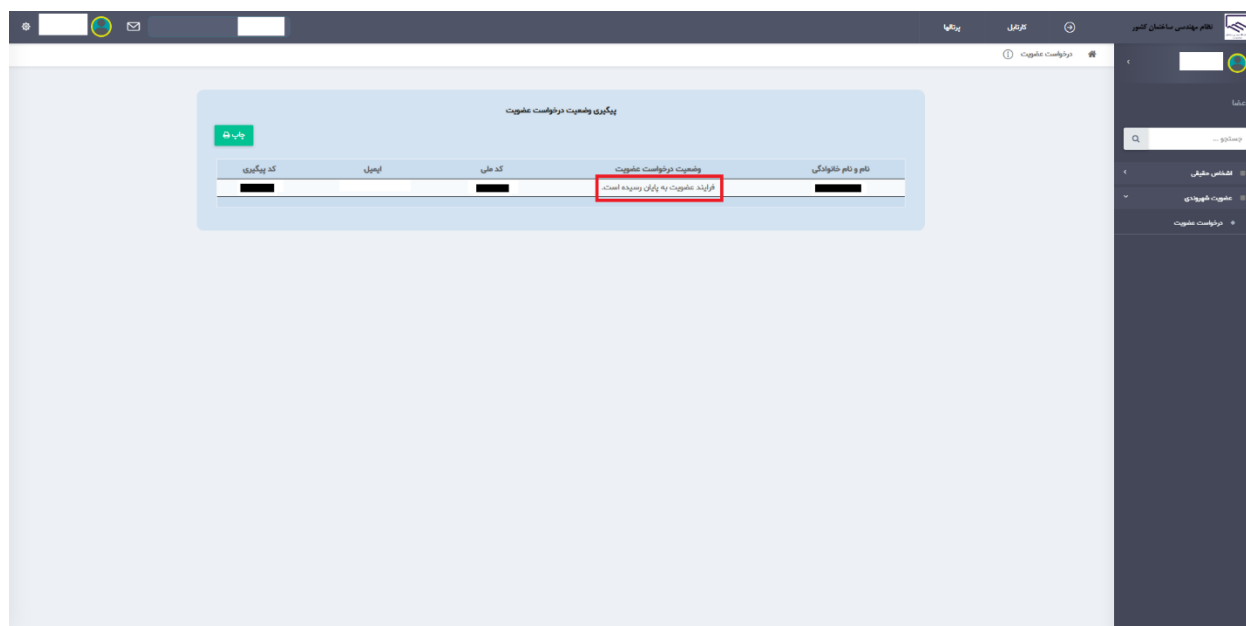 نظام مهندسی ساختمان کشور
کارتابل
پرتالها
درخواست عضویت
اعضا
جستجو ...
اشخاص حقیقی
عضویت شهروندی
درخواست عضویت
پیگیری وضعیت درخواست عضویت
چاپ
نام و نام خانوادگی وضعیت درخواست عضویت کد ملی ایمیل کد پیگیری
فرایند عضویت به پایان رسیده است.